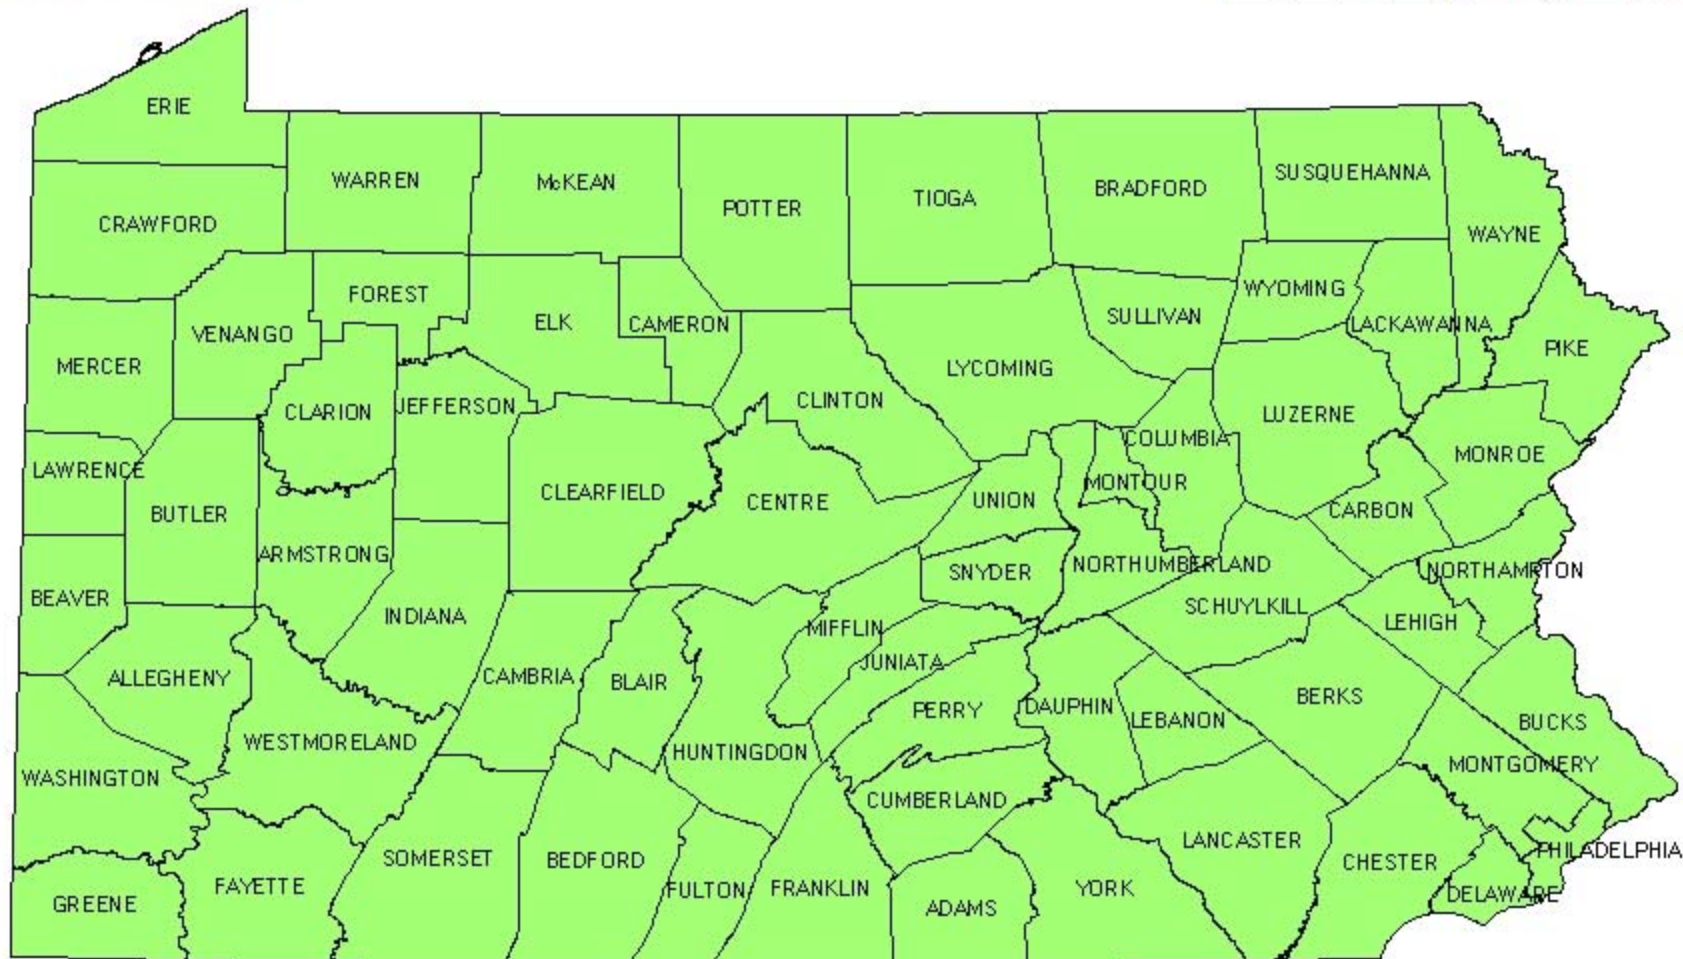 ERIE
SUSQUEHANNA
WARREN
McKEAN
BRADFORD
TIOGA
POTTER
CRAWFORD
WAYNE
WYOMING
FOREST
SULLIVAN
ELK
CAMERON
LACKAWANNA
VENANGO
PIKE
MERCER
LYCOMING
CLINTON
JEFFERSON
CLARION
LUZERNE
COLUMBIA
MONROE
LAWRENCE
MONTOUR
CLEARFIELD
CENTRE
UNION
CARBON
BUTLER
ARMSTRONG
NORTHUMBERLAND
NORTHAMPTON
SNYDER
BEAVER
SCHUYLKILL
INDIANA
LEHIGH
MIFFLIN
JUNIATA
CAMBRIA
ALLEGHENY
BLAIR
BERKS
DAUPHIN
PERRY
LEBANON
BUCKS
WESTMORELAND
HUNTINGDON
MONTGOMERY
WASHINGTON
CUMBERLAND
LANCASTER
PHILADELPHIA
SOMERSET
BEDFORD
CHESTER
FAYETTE
FULTON
FRANKLIN
YORK
DELAWARE
GREENE
ADAMS